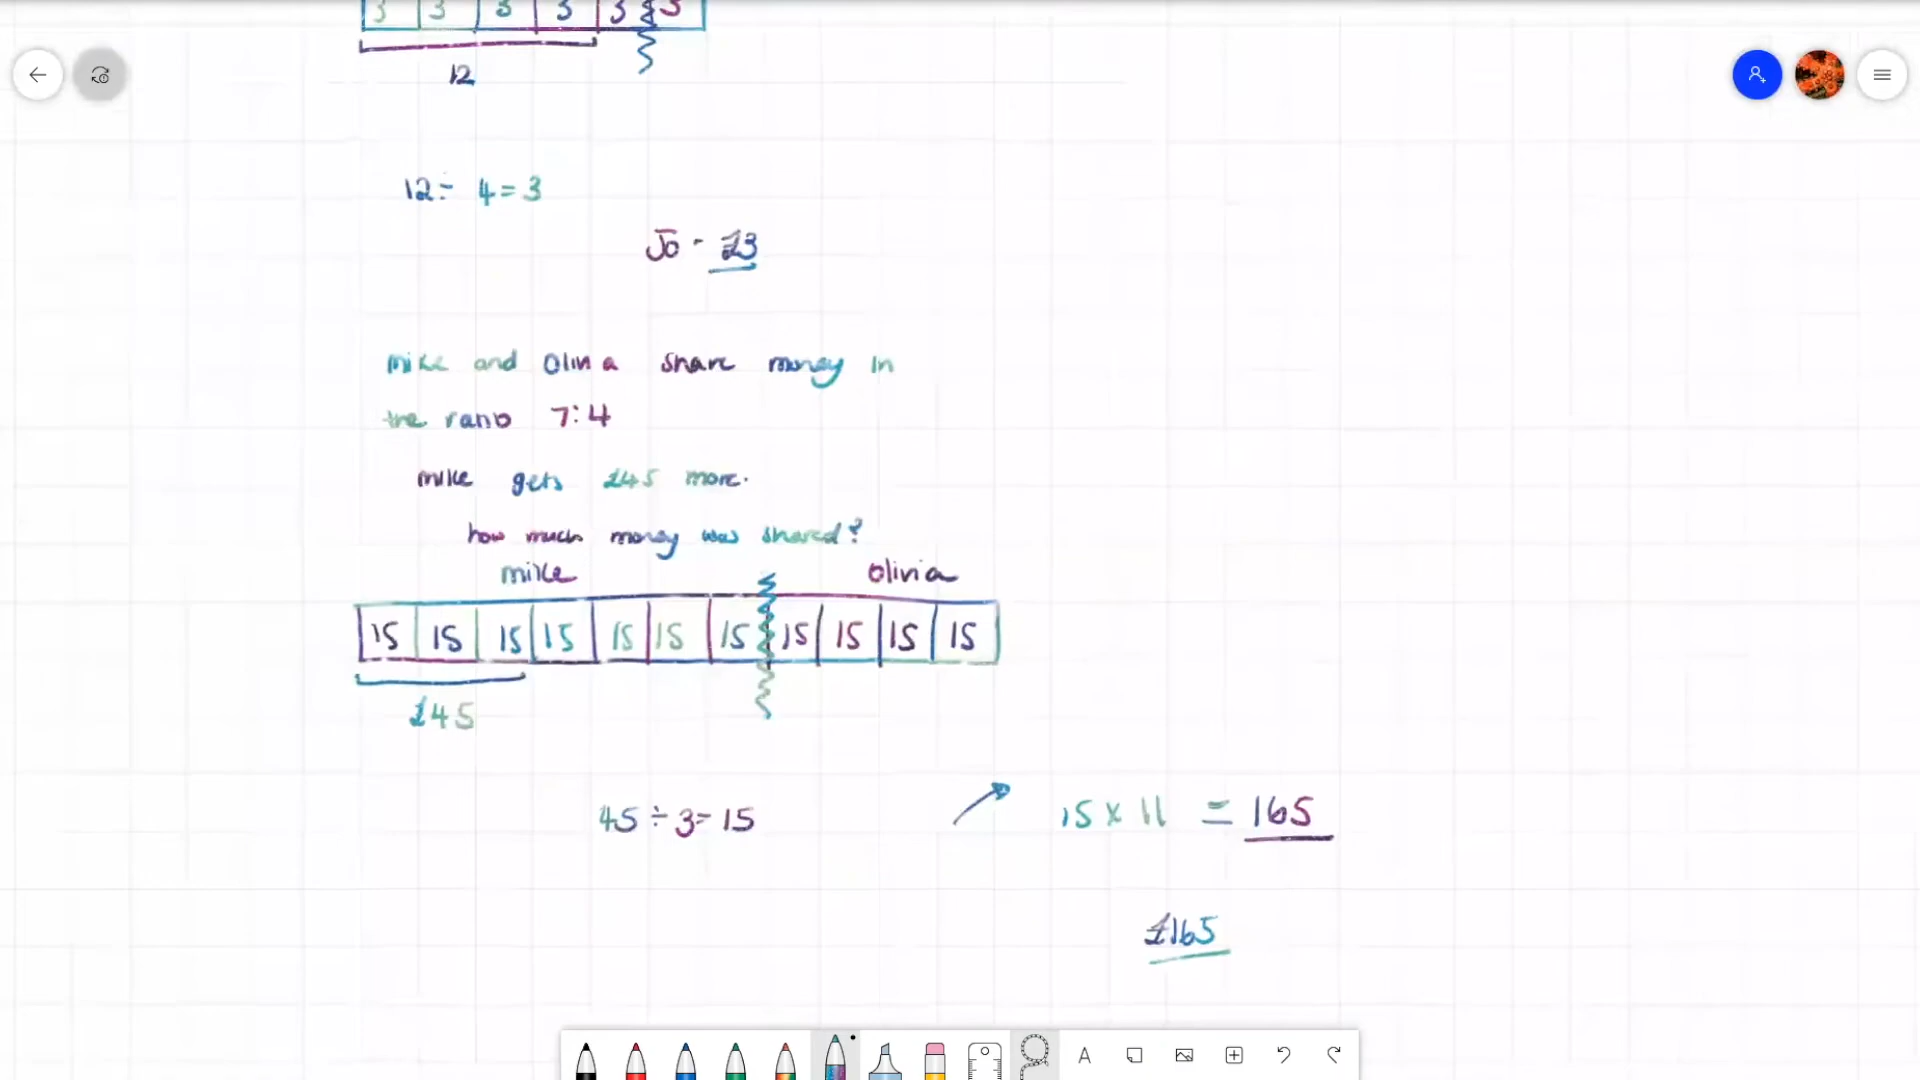 3 3 3 3 3 3
12
12 ÷ 4 = 3
Jo - £3
mike and Olivia share money in
the ratio 7:4
mike gets £45 more.
how much money was shared?
mike olivia
15 15 15 15 15 15 15 15 15 15 15
£45
45 ÷ 3 = 15
15 x 11 = 165
£165
A